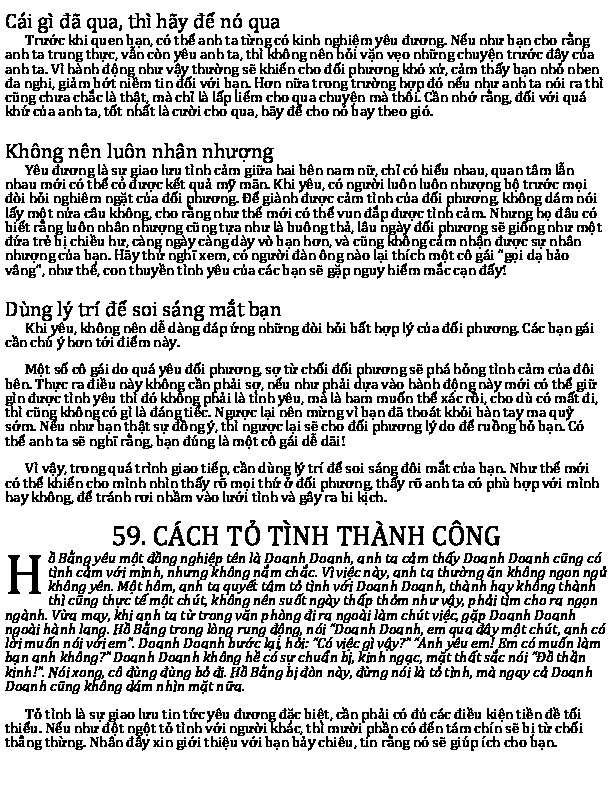 Cái gì đã qua, thì hãy để nó qua
Trước khi quen bạn, có thể anh ta từng có kinh nghiệm yêu đương. Nếu như bạn cho rằng
anh ta trung thực, vẫn còn yêu anh ta, thì không nên hỏi vặn vẹo những chuyện trước đây của
anh ta. Vì hành động như vậy thường sẽ khiến cho đối phương khó xử, cảm thấy bạn nhỏ nhen
đa nghi, giảm bớt niềm tin đối với bạn. Hơn nữa trong trường hợp đó nếu như anh ta nói ra thì
cũng chưa chắc là thật, mà chỉ là lấp liếm cho qua chuyện mà thôi. Cần nhớ rằng, đối với quá
khứ của anh ta, tốt nhất là cười cho qua, hãy để cho nó bay theo gió.
Không nên luôn nhân nhượng
Yêu đương là sự giao lưu tình cảm giữa hai bên nam nữ, chỉ có hiểu nhau, quan tâm lẫn
nhau mới có thể có được kết quả mỹ mãn. Khi yêu, có người luôn luôn nhượng bộ trước mọi
đòi hỏi nghiêm ngặt của đối phương. Để giành được cảm tình của đối phương, không dám nói
lấy một nửa câu không, cho rằng như thế mới có thể vun đắp được tình cảm. Nhưng họ đâu có
biết rằng luôn nhân nhượng cũng tựa như là buông thả, lâu ngày đối phương sẽ giống như một
đứa trẻ bị chiều hư, càng ngày càng dày vò bạn hơn, và cũng không cảm nhận được sự nhân
nhượng của bạn. Hãy thử nghĩ xem, có người đàn ông nào lại thích một cô gái “gọi dạ bảo
vâng”, như thế, con thuyền tình yêu của các bạn sẽ gặp nguy hiểm mắc cạn đấy!
Dùng lý trí để soi sáng mắt bạn
Khi yêu, không nên dễ dàng đáp ứng những đòi hỏi bất hợp lý của đối phương. Các bạn gái
cần chú ý hơn tới điểm này.
Một số cô gái do quá yêu đối phương, sợ từ chối đối phương sẽ phá hỏng tình cảm của đôi
bên. Thực ra điều này không cần phải sợ, nếu như phải dựa vào hành động này mới có thể giữ
gìn được tình yêu thì đó không phải là tình yêu, mà là ham muốn thể xác rồi, cho dù có mất đi,
thì cũng không có gì là đáng tiếc. Ngược lại nên mừng vì bạn đã thoát khỏi bàn tay ma quỷ
sớm. Nếu như bạn thật sự đồng ý, thì ngược lại sẽ cho đối phương lý do để ruồng bỏ bạn. Có
thể anh ta sẽ nghĩ rằng, bạn đúng là một cô gái dễ dãi!
Vì vậy, trong quá trình giao tiếp, cần dùng lý trí để soi sáng đôi mắt của bạn. Như thế mới
có thể khiến cho mình nhìn thấy rõ mọi thứ ở đối phương, thấy rõ anh ta có phù hợp với mình
hay không, để tránh rơi nhầm vào lưới tình và gây ra bi kịch.
59. CÁCH TỎ TÌNH THÀNH CÔNG
Hồ Bằng yêu một đồng nghiệp tên là Doanh Doanh, anh ta cảm thấy Doanh Doanh cũng có
tình cảm với mình, nhưng không nắm chắc. Vì việc này, anh ta thường ăn không ngon ngủ
không yên. Một hôm, anh ta quyết tâm tỏ tình với Doanh Doanh, thành hay không thành
thì cũng thực tế một chút, không nên suốt ngày thấp thỏm như vậy, phải tìm cho ra ngọn
ngành. Vừa may, khi anh ta từ trong văn phòng đi ra ngoài làm chút việc, gặp Doanh Doanh
ngoài hành lang. Hồ Bằng trong lòng rung động, nói “Doanh Doanh, em qua đây một chút, anh có
lời muốn nói với em”. Doanh Doanh bước lại, hỏi: “Có việc gì vậy?” “Anh yêu em! Em có muốn làm
bạn anh không?” Doanh Doanh không hề có sự chuẩn bị, kinh ngạc, mặt thất sắc nói “Đồ thần
kinh!”. Nói xong, cô đùng đùng bỏ đi. Hồ Bằng bị đòn này, đừng nói là tỏ tình, mà ngay cả Doanh
Doanh cũng không dám nhìn mặt nữa.
Tỏ tình là sự giao lưu tin tức yêu đương đặc biệt, cần phải có đủ các điều kiện tiền đề tối
thiểu. Nếu như đột ngột tỏ tình với người khác, thì mười phần có đến tám chín sẽ bị từ chối
thẳng thừng. Nhân đây xin giới thiệu với bạn bảy chiêu, tin rằng nó sẽ giúp ích cho bạn.